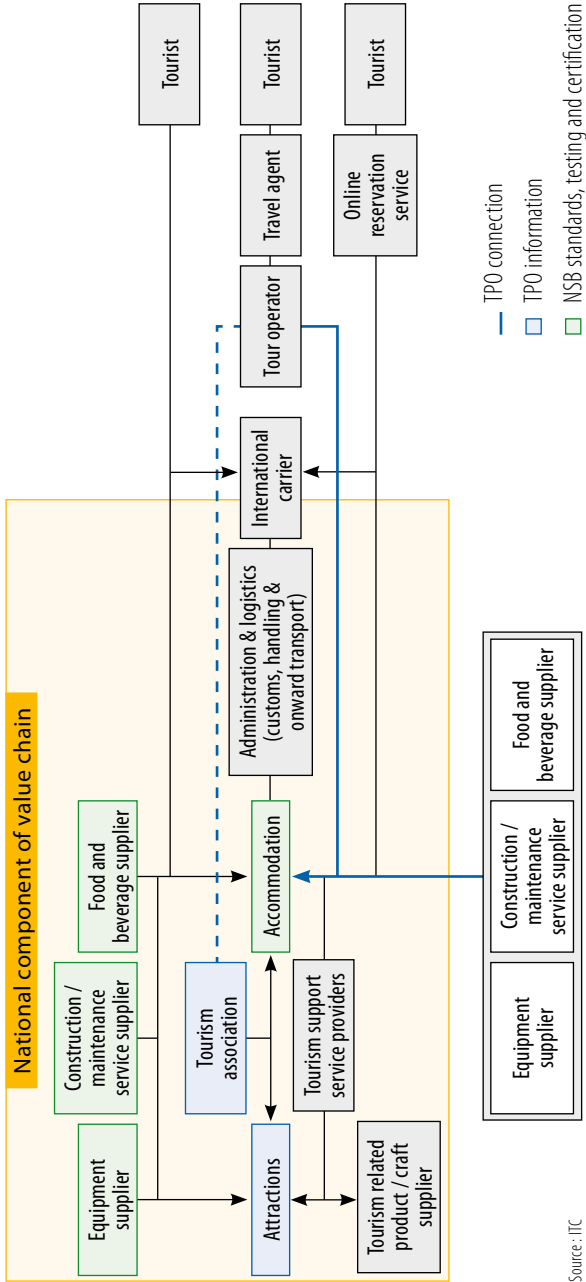 National component of value chain
Equipment
supplier
Construction /
maintenance
service supplier
Food and
beverage supplier
Tourist
Tourism
association
Attractions
Accommodation
Administration & logistics
(customs, handling &
onward transport)
International
carrier
Tour operator
Travel agent
Tourist
Tourism support
service providers
Tourism related
product / craft
supplier
Online
reservation
service
Tourist
Equipment
supplier
Construction /
maintenance
service supplier
Food and
beverage supplier
TPO connection
TPO information
NSB standards, testing and certification
Source : ITC